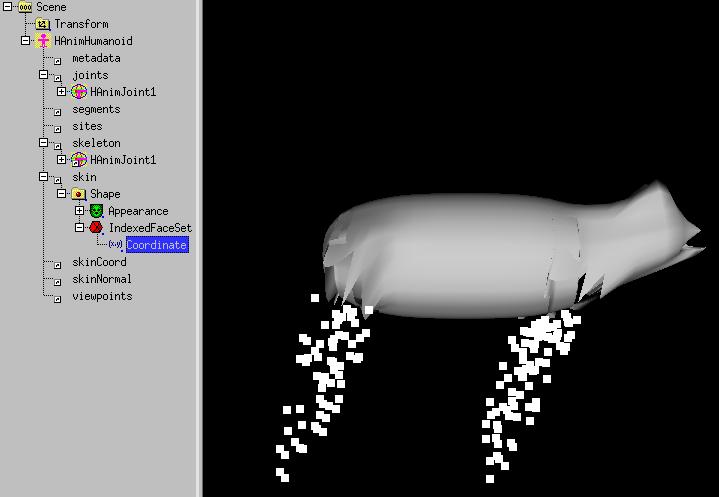 Scene
Transform
HAnimHumanoid
metadata
joints
HAnimJoint1
segments
sites
skeleton
HAnimJoint1
skin
Shape
Appearance
IndexedFaceSet
(x,y) Coordinate
skinCoord
skinNormal
viewpoints